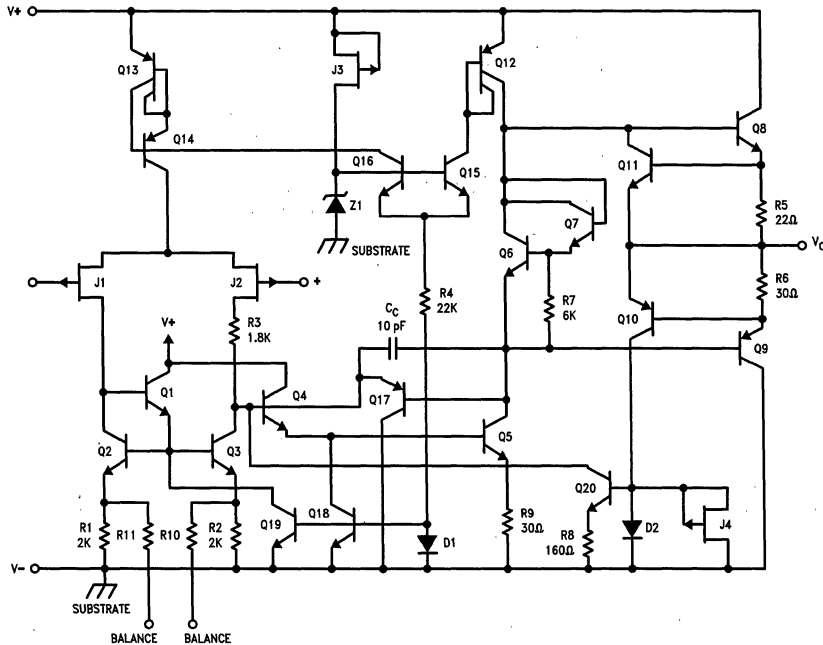 V+
Q13
J3
Q12
Q8
Q14
Q16
Q15
Q11
Z1
SUBSTRATE
Q7
R5
22Ω
VO
Q6
J1
J2
+
R4
22K
R7
6K
R6
30Ω
Q10
CC
10 pF
R3
1.8K
V+
Q9
Q1
Q4
Q17
Q2
Q3
Q5
Q20
R1
2K
R11
R10
R2
2K
Q19
Q18
D1
R9
30Ω
R8
160Ω
D2
J4
V-
SUBSTRATE
BALANCE
BALANCE